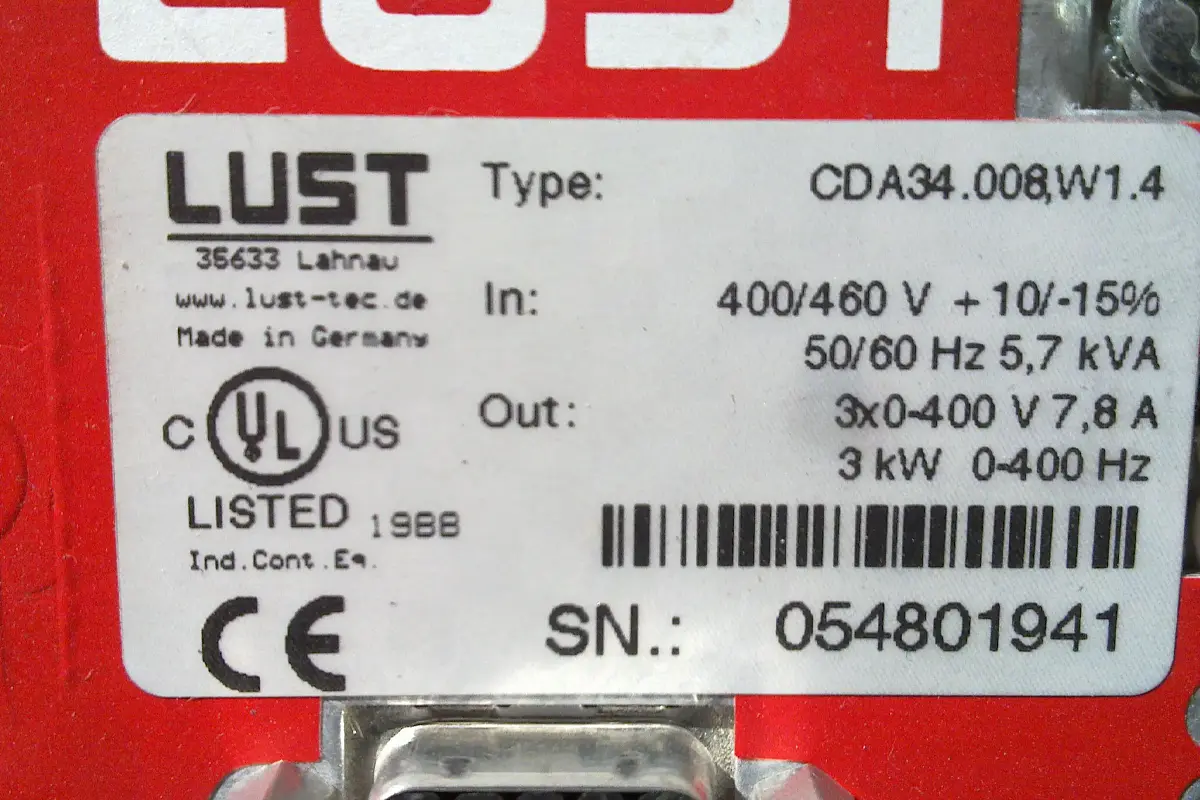 LUST
LUST
35633 Lahnau
www.lust-tec.de
Made in Germany
C UL US
LISTED 1988
Ind.Cont.Eq.
CE
Type: CDA34.008,W1.4
In: 400/460 V +10/-15%
50/60 Hz 5,7 kVA
Out: 3x0-400 V 7,8 A
3 kW 0-400 Hz
SN.: 054801941